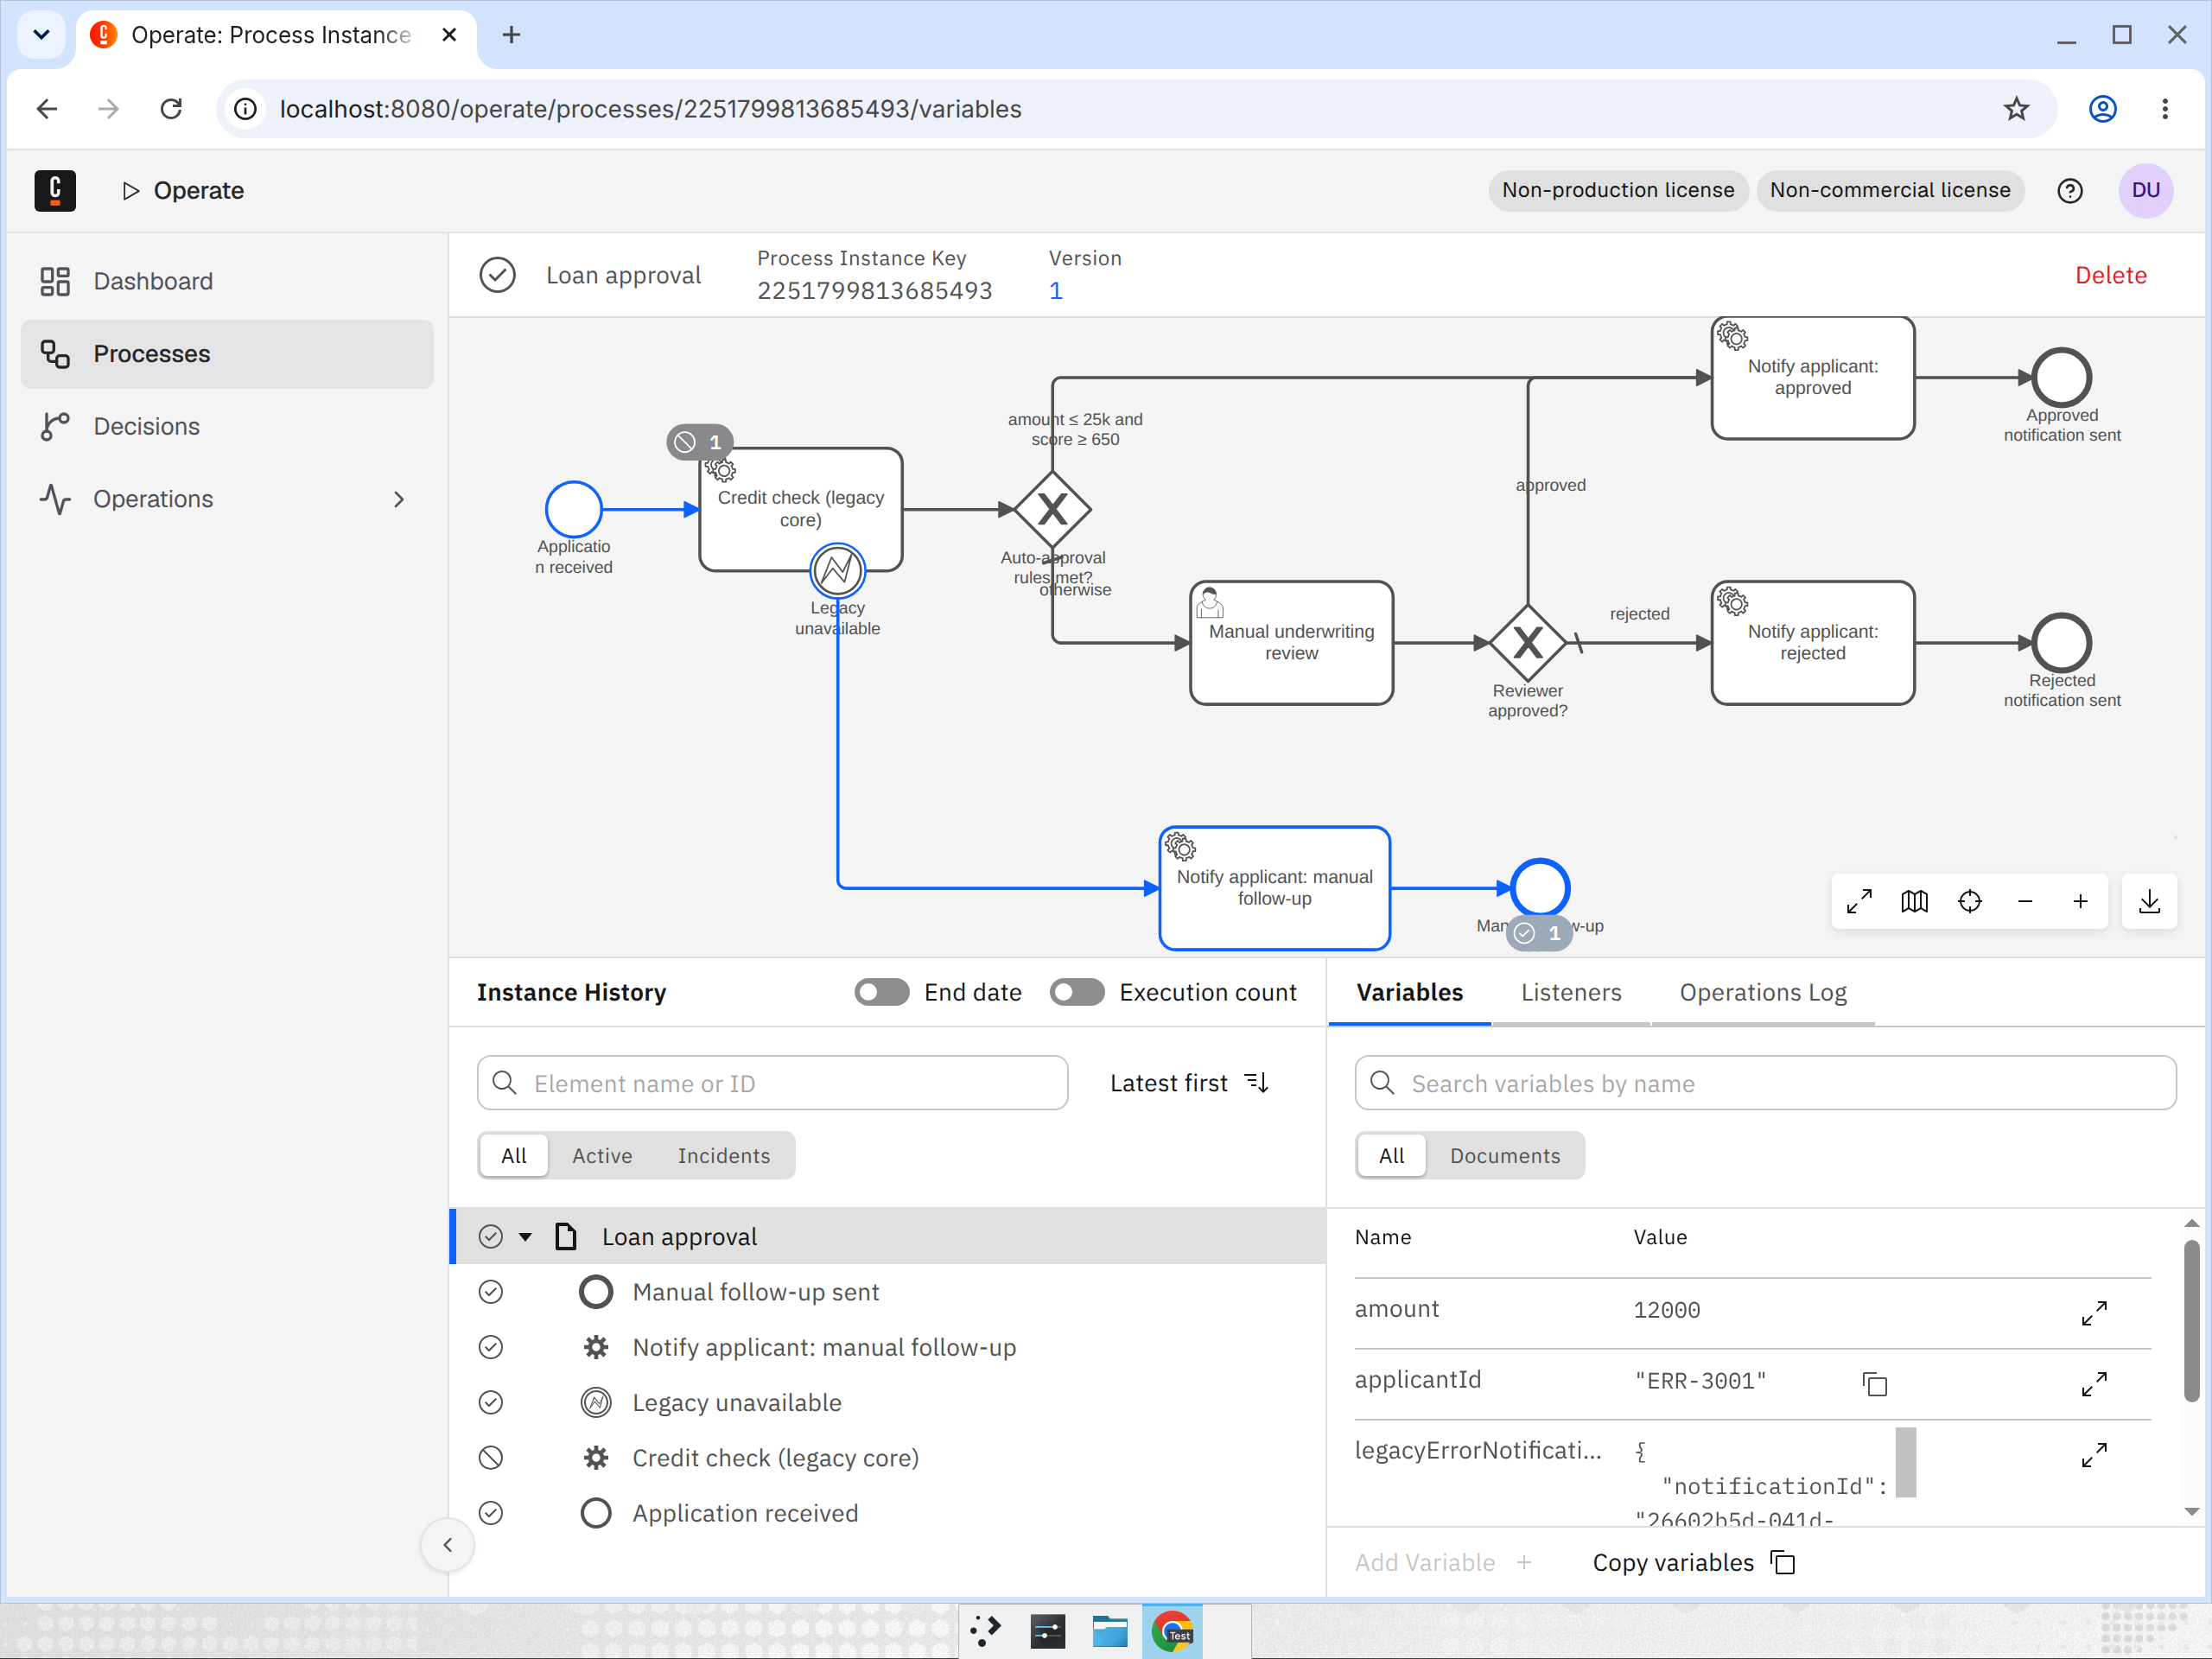 Operate: Process Instance
localhost:8080/operate/processes/2251799813685493/variables
Operate
Non-production license
Non-commercial license
DU
Dashboard
Processes
Decisions
Operations
Loan approval
Process Instance Key
2251799813685493
Version
1
Delete
Applicatio
n received
1
Credit check (legacy
core)
Legacy
unavailable
amount ≤ 25k and
score ≥ 650
Auto-approval
rules met?
otherwise
Manual underwriting
review
approved
Reviewer
approved?
rejected
Notify applicant:
approved
Approved
notification sent
Notify applicant:
rejected
Rejected
notification sent
Notify applicant: manual
follow-up
1
Instance History
End date
Execution count
Element name or ID
Latest first
All
Active
Incidents
Loan approval
Manual follow-up sent
Notify applicant: manual follow-up
Legacy unavailable
Credit check (legacy core)
Application received
Variables
Listeners
Operations Log
Search variables by name
All
Documents
Name
Value
amount
12000
applicantId
"ERR-3001"
legacyErrorNotificati...
{
"notificationId":
"26602b5d-041d-
Add Variable +
Copy variables
Test